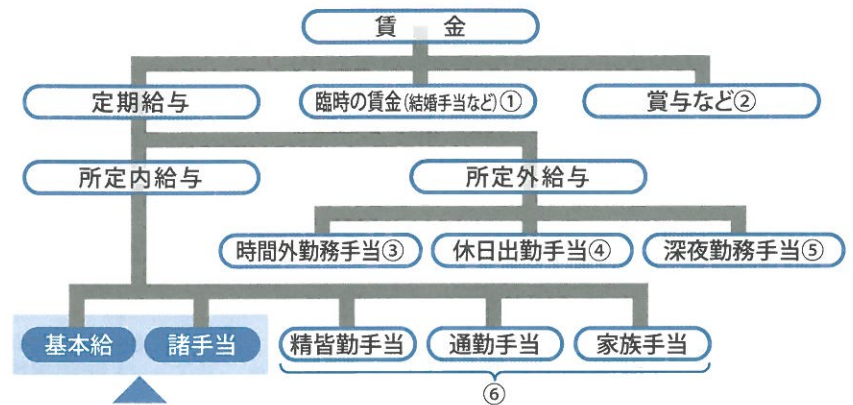 賃 金
定期給与
臨時の賃金(結婚手当など)①
賞与など②
所定内給与
所定外給与
時間外勤務手当③
休日出勤手当④
深夜勤務手当⑤
基本給
諸手当
精皆勤手当
通勤手当
家族手当
⑥